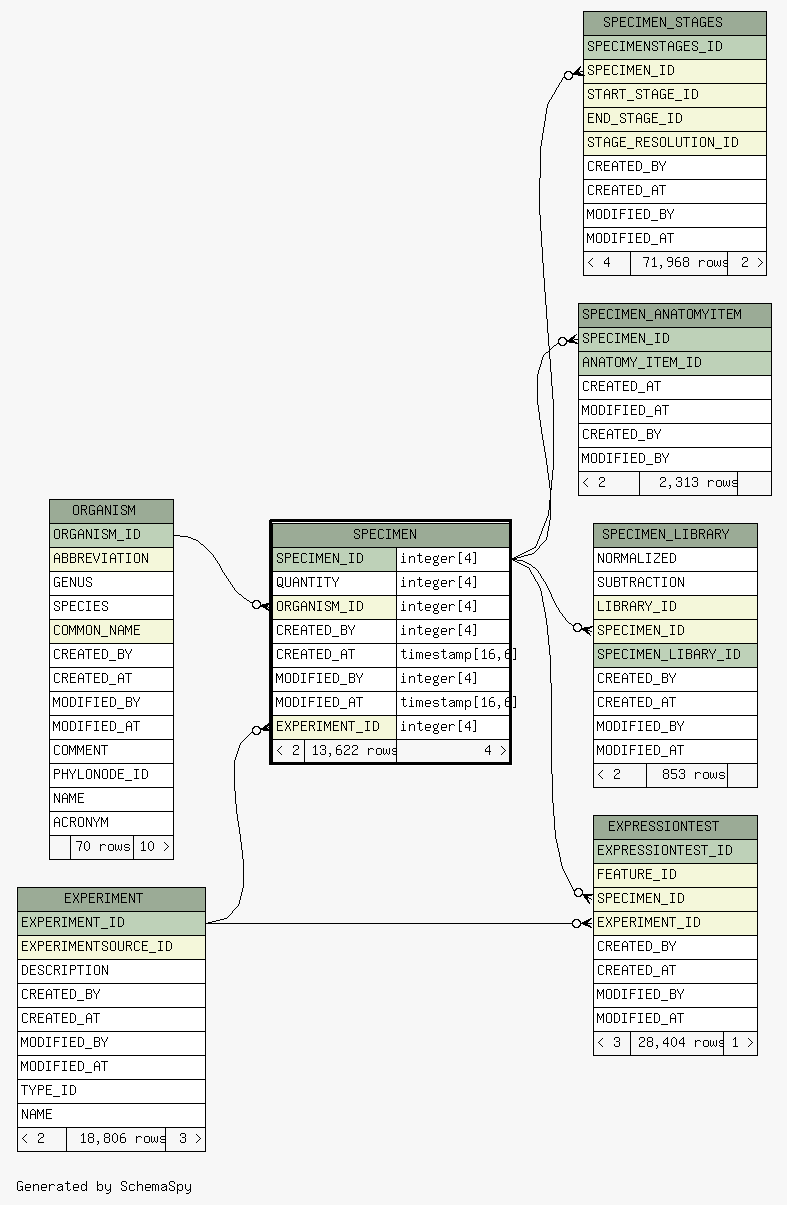 SPECIMEN_STAGES
SPECIMENSTAGES_ID
SPECIMEN_ID
START_STAGE_ID
END_STAGE_ID
STAGE_RESOLUTION_ID
CREATED_BY
CREATED_AT
MODIFIED_BY
MODIFIED_AT
< 4 71,968 rows 2 >
SPECIMEN_ANATOMYITEM
SPECIMEN_ID
ANATOMY_ITEM_ID
CREATED_AT
MODIFIED_AT
CREATED_BY
MODIFIED_BY
< 2 2,313 rows
ORGANISM
ORGANISM_ID
ABBREVIATION
GENUS
SPECIES
COMMON_NAME
CREATED_BY
CREATED_AT
MODIFIED_BY
MODIFIED_AT
COMMENT
PHYLONODE_ID
NAME
ACRONYM
70 rows 10 >
SPECIMEN
SPECIMEN_ID integer[4]
QUANTITY integer[4]
ORGANISM_ID integer[4]
CREATED_BY integer[4]
CREATED_AT timestamp[16,6]
MODIFIED_BY integer[4]
MODIFIED_AT timestamp[16,6]
EXPERIMENT_ID integer[4]
< 2 13,622 rows 4 >
SPECIMEN_LIBRARY
NORMALIZED
SUBTRACTION
LIBRARY_ID
SPECIMEN_ID
SPECIMEN_LIBARY_ID
CREATED_BY
CREATED_AT
MODIFIED_BY
MODIFIED_AT
< 2 853 rows
EXPRESSIONTEST
EXPRESSIONTEST_ID
FEATURE_ID
SPECIMEN_ID
EXPERIMENT_ID
CREATED_BY
CREATED_AT
MODIFIED_BY
MODIFIED_AT
< 3 28,404 rows 1 >
EXPERIMENT
EXPERIMENT_ID
EXPERIMENTSOURCE_ID
DESCRIPTION
CREATED_BY
CREATED_AT
MODIFIED_BY
MODIFIED_AT
TYPE_ID
NAME
< 2 18,806 rows 3 >
Generated by SchemaSpy